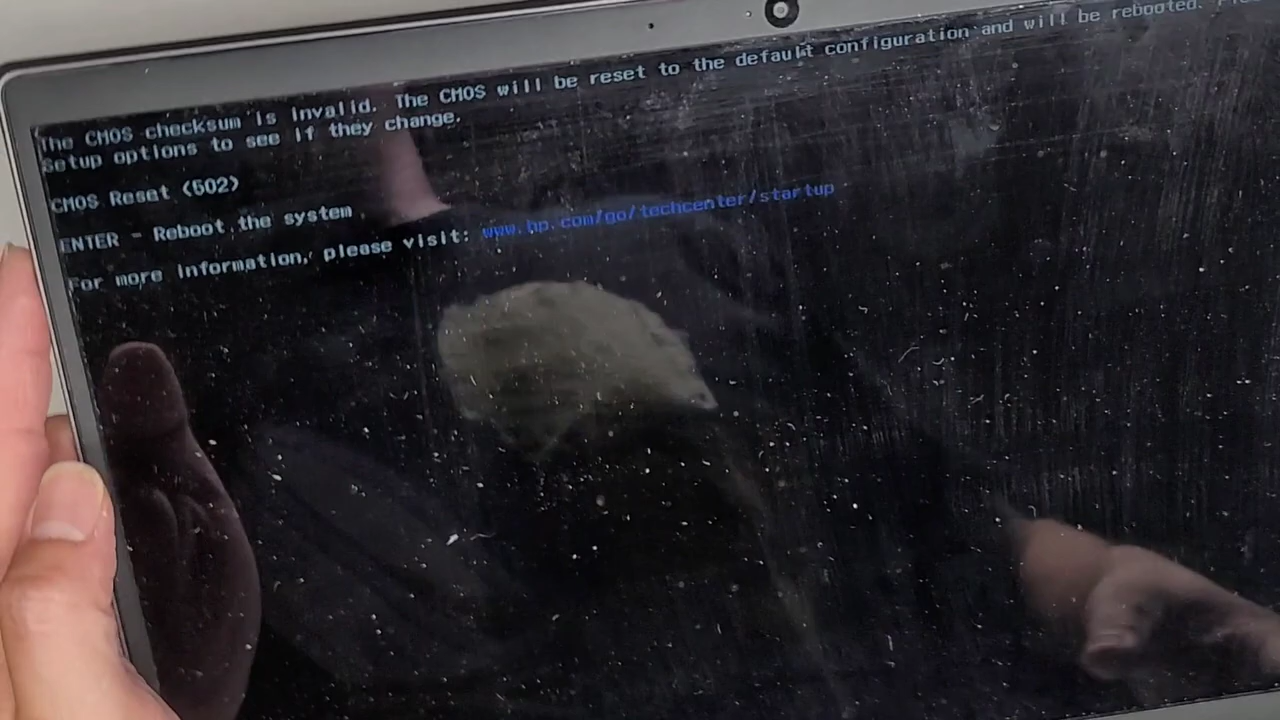 The CMOS checksum is invalid. The CMOS will be reset to the default configuration and will be rebooted.
Setup options to see if they change.
CMOS Reset (502)
ENTER - Reboot the system
For more information, please visit: www.hp.com/go/techcenter/startup